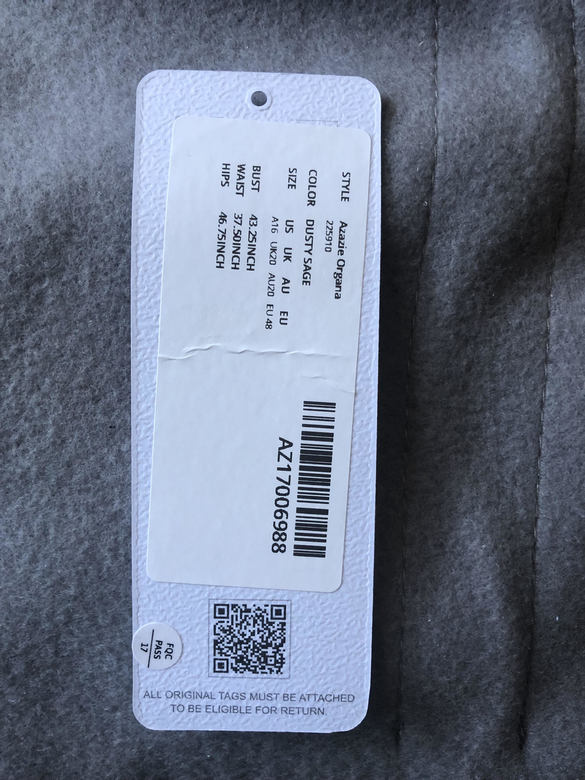 STYLE Azazie Organa
225910
COLOR DUSTY SAGE
SIZE US UK AU EU
A16 UK20 AU20 EU 48
BUST 43.25INCH
WAIST 37.50INCH
HIPS 46.75INCH
AZ17006988
FQC
PASS
17
ALL ORIGINAL TAGS MUST BE ATTACHED
TO BE ELIGIBLE FOR RETURN.